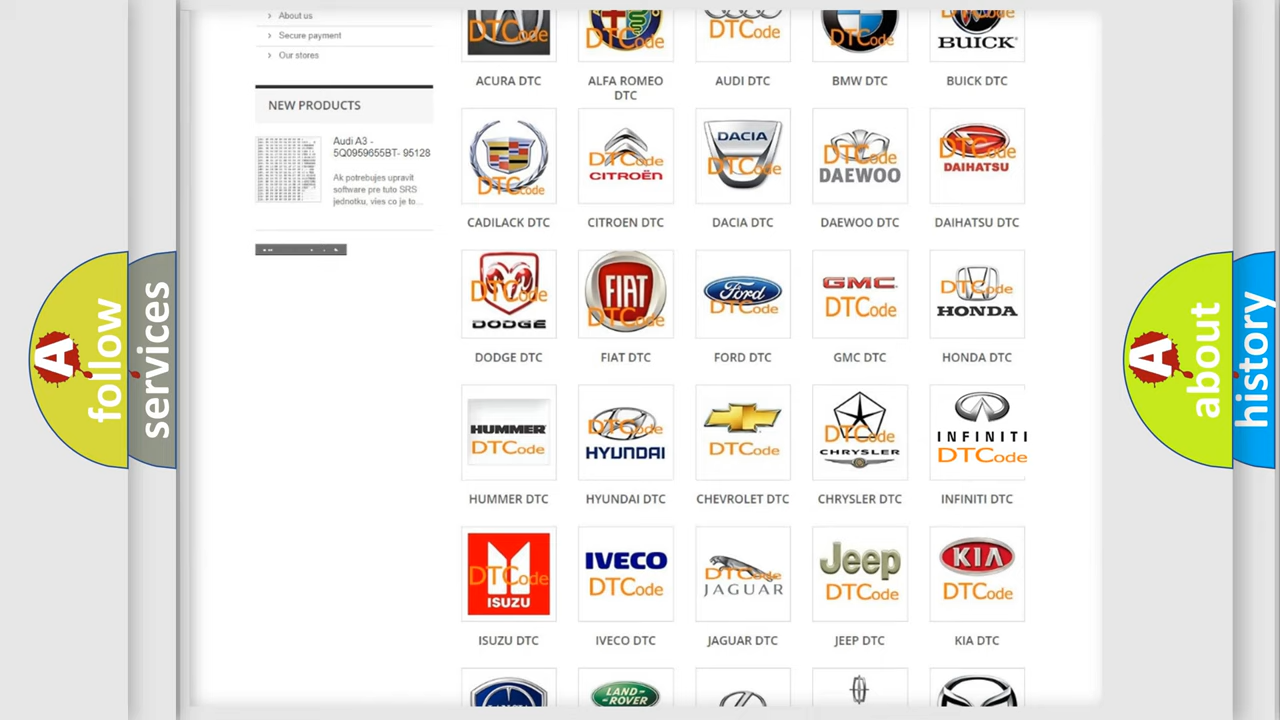 About us
Secure payment
Our stores
NEW PRODUCTS
Audi A3 -
5Q0959655BT- 95128
Ak potrebujes upravit
software pre tuto SRS
jednotku, vies co je to...
DTCode
DTCode
DTCode
DTCode
DTCode
BUICK
ACURA DTC
ALFA ROMEO
DTC
AUDI DTC
BMW DTC
BUICK DTC
DTCode
DTCode
CITROËN
DACIA
DTCode
DTCode
DAEWOO
DTCode
DAIHATSU
CADILACK DTC
CITROEN DTC
DACIA DTC
DAEWOO DTC
DAIHATSU DTC
DTCode
DODGE
FIAT
DTCode
Ford
DTCode
GMC
DTCode
DTCode
HONDA
DODGE DTC
FIAT DTC
FORD DTC
GMC DTC
HONDA DTC
HUMMER
DTCode
DTCode
HYUNDAI
DTCode
DTCode
CHRYSLER
INFINITI
DTCode
HUMMER DTC
HYUNDAI DTC
CHEVROLET DTC
CHRYSLER DTC
INFINITI DTC
DTCode
ISUZU
IVECO
DTCode
DTCode
JAGUAR
Jeep
DTCode
KIA
DTCode
ISUZU DTC
IVECO DTC
JAGUAR DTC
JEEP DTC
KIA DTC
LAND-
ROVER
A
follow
services
A
about
history